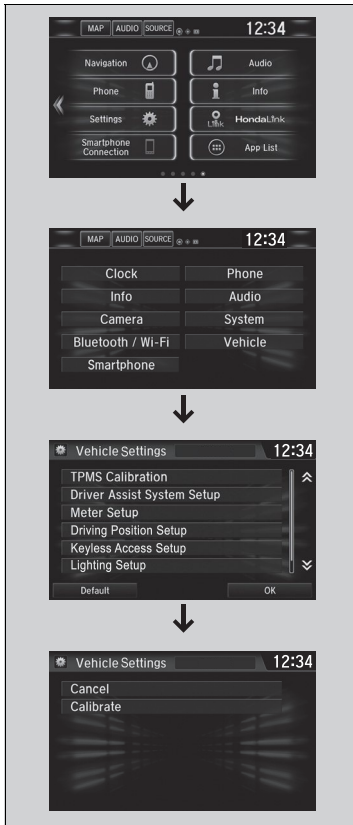 MAP AUDIO SOURCE 12:34
Navigation Audio
Phone Info
Settings Link HondaLink
Smartphone
Connection App List
MAP AUDIO SOURCE 12:34
Clock Phone
Info Audio
Camera System
Bluetooth / Wi-Fi Vehicle
Smartphone
Vehicle Settings 12:34
TPMS Calibration
Driver Assist System Setup
Meter Setup
Driving Position Setup
Keyless Access Setup
Lighting Setup
Default OK
Vehicle Settings 12:34
Cancel
Calibrate